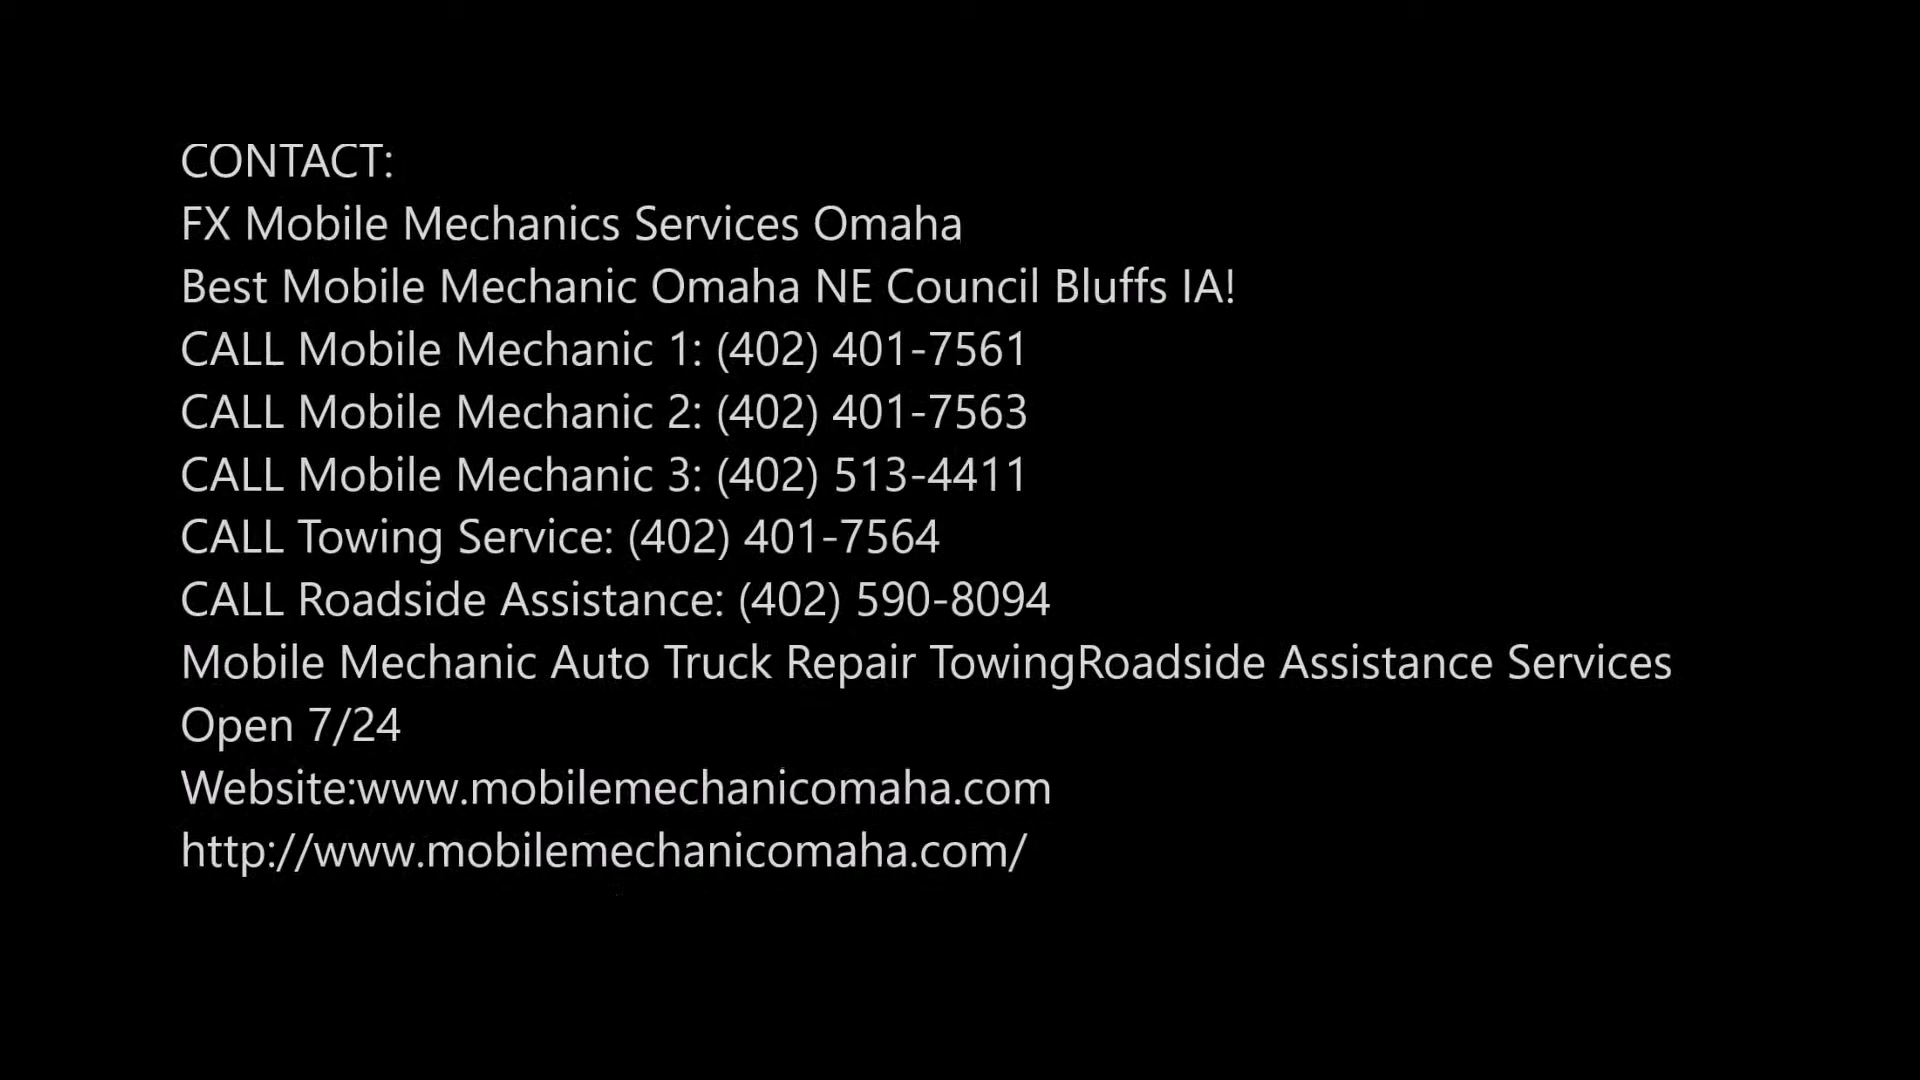 CONTACT:
FX Mobile Mechanics Services Omaha
Best Mobile Mechanic Omaha NE Council Bluffs IA!
CALL Mobile Mechanic 1: (402) 401-7561
CALL Mobile Mechanic 2: (402) 401-7563
CALL Mobile Mechanic 3: (402) 513-4411
CALL Towing Service: (402) 401-7564
CALL Roadside Assistance: (402) 590-8094
Mobile Mechanic Auto Truck Repair TowingRoadside Assistance Services
Open 7/24
Website:www.mobilemechanicomaha.com
http://www.mobilemechanicomaha.com/